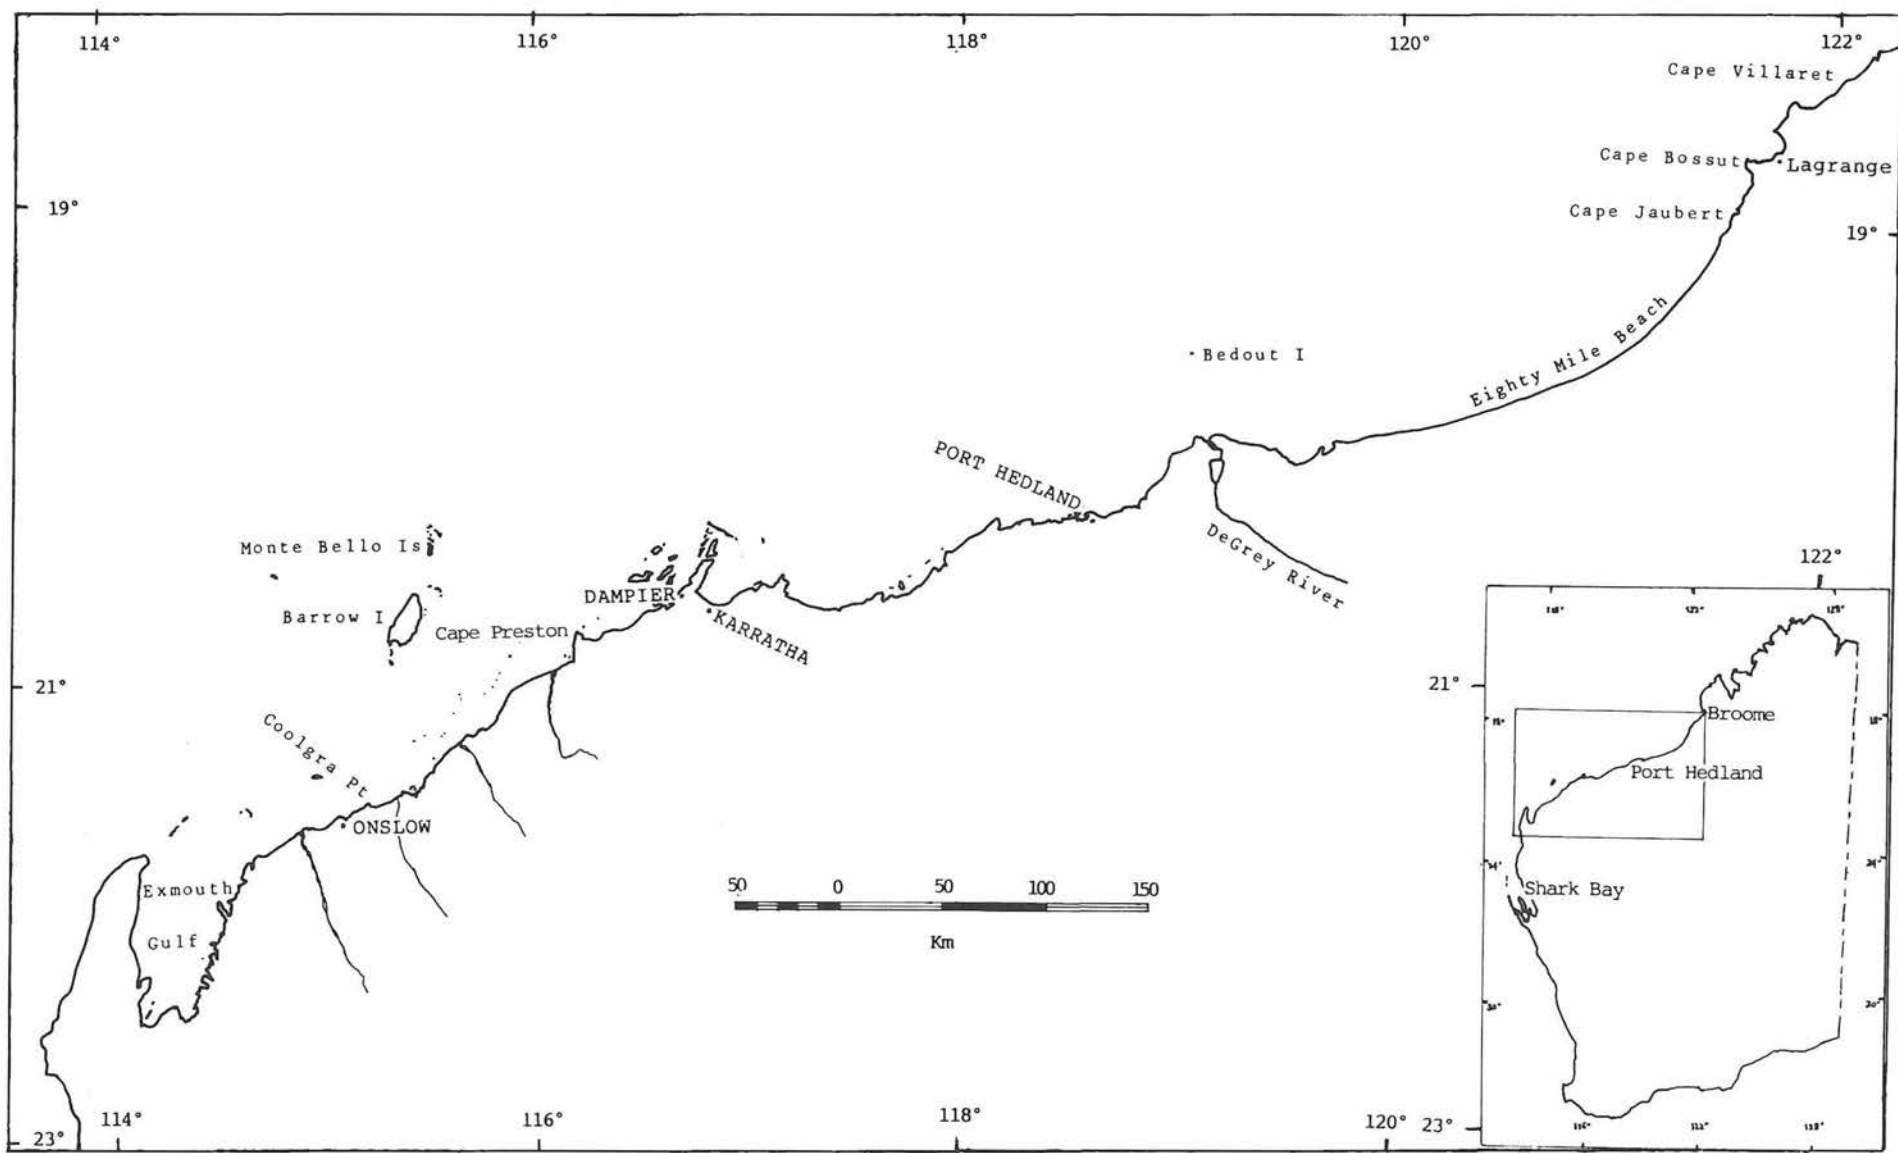 114°
116°
118°
120°
122°
Cape Villaret
Cape Bossut
Lagrange
Cape Jaubert
19°
19°
Eighty Mile Beach
Bedout I
PORT HEDLAND
DeGrey River
Monte Bello Is
Barrow I
DAMPIER
KARRATHA
Cape Preston
21°
21°
122°
Coolgra Pt
ONSLOW
Exmouth
Gulf
50 0 50 100 150
Km
Broome
Port Hedland
Shark Bay
114°
116°
118°
120°
23°
23°